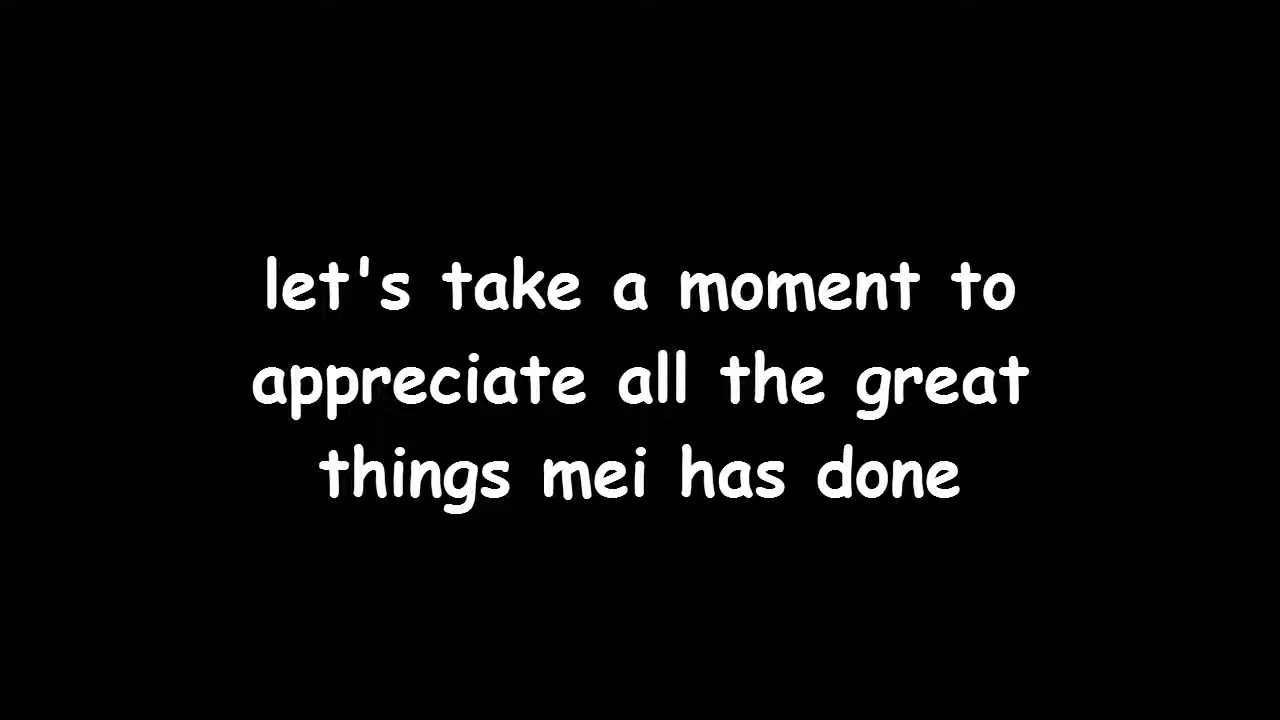 let's take a moment to
appreciate all the great
things mei has done